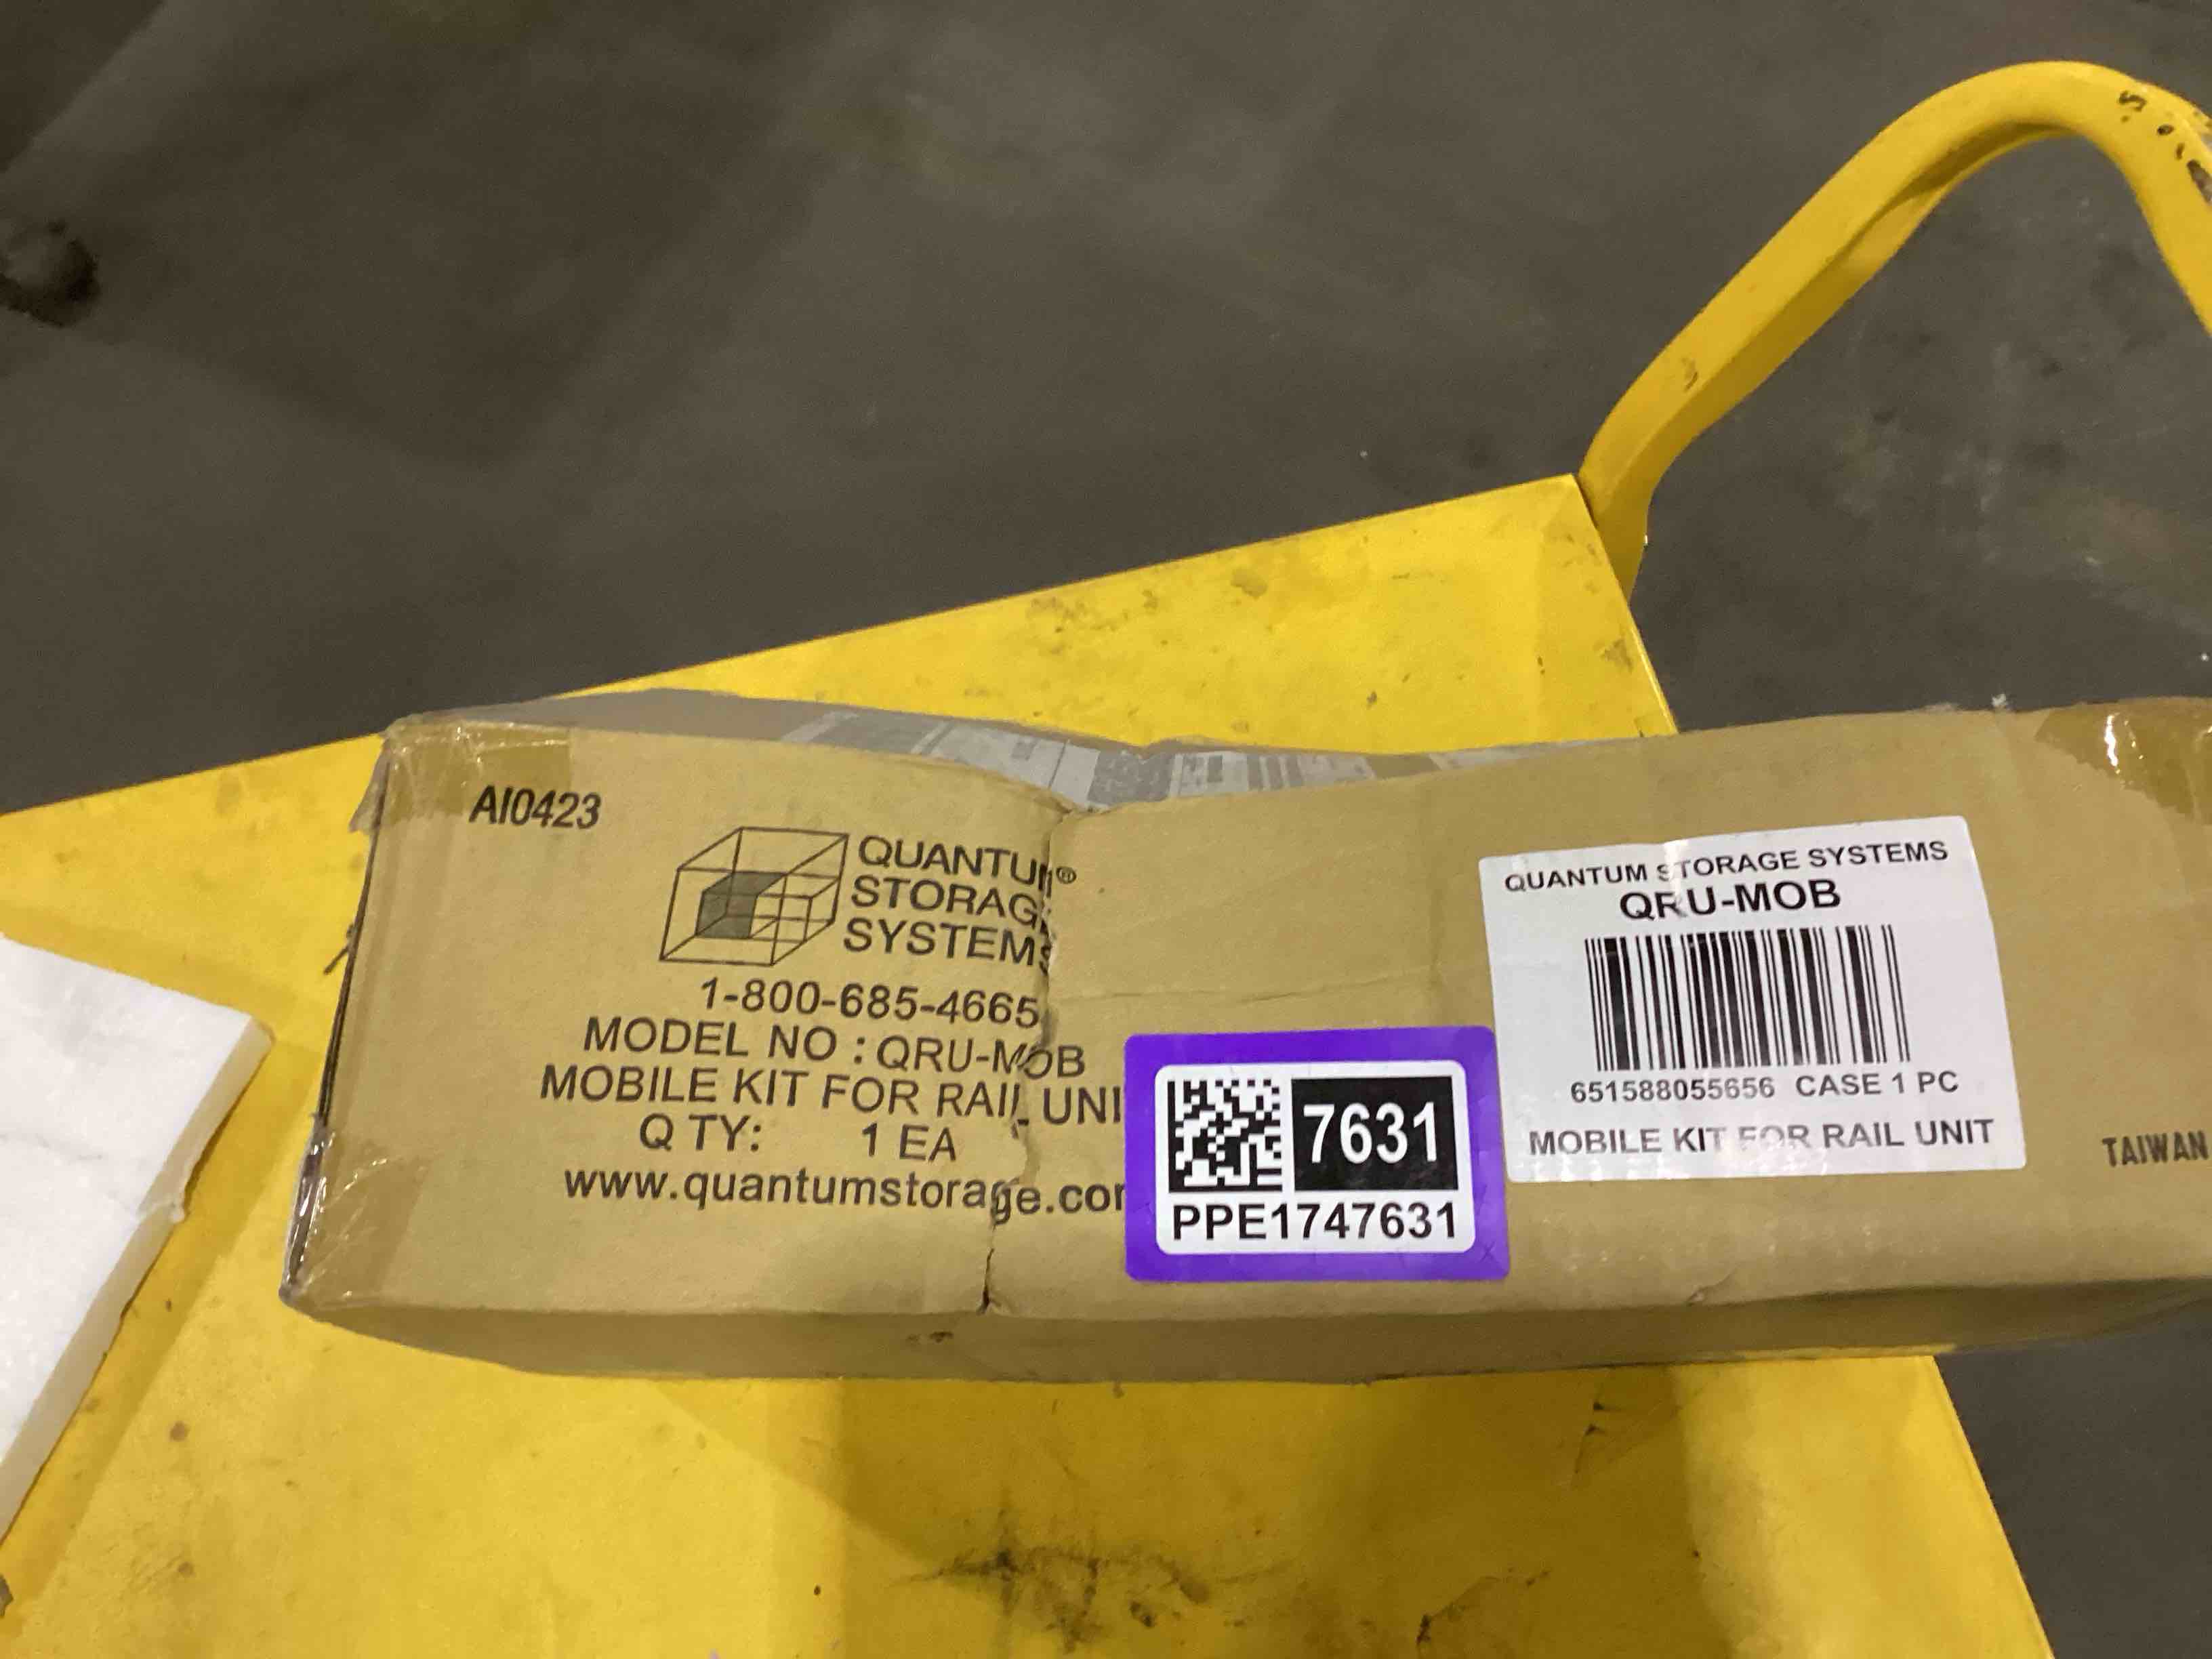 AI0423
QUANTUM®
STORAGE
SYSTEMS
1-800-685-4665
MODEL NO : QRU-MOB
MOBILE KIT FOR RAIL UNI
Q TY: 1 EA
www.quantumstorage.cor
7631
PPE1747631
QUANTUM STORAGE SYSTEMS
QRU-MOB
651588055656 CASE 1 PC
MOBILE KIT FOR RAIL UNIT
TAIWAN